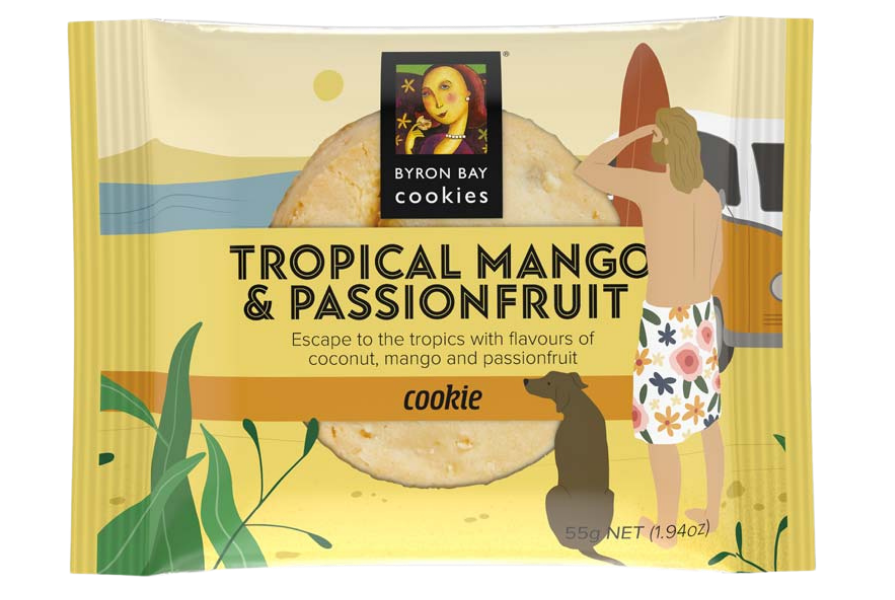 ®
BYRON BAY
cookies
TROPICAL MANGO
& PASSIONFRUIT
Escape to the tropics with flavours of
coconut, mango and passionfruit
cookie
55g NET (1.94oz)